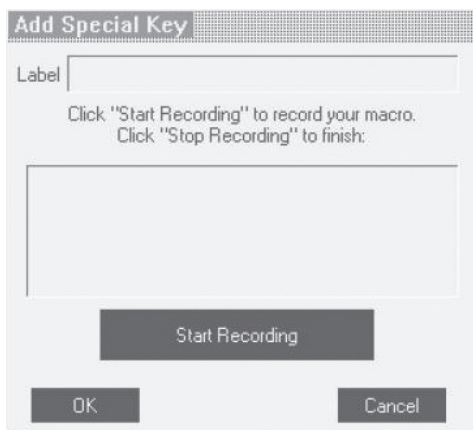 Add Special Key
Label
Click "Start Recording" to record your macro.
Click "Stop Recording" to finish:
Start Recording
OK
Cancel